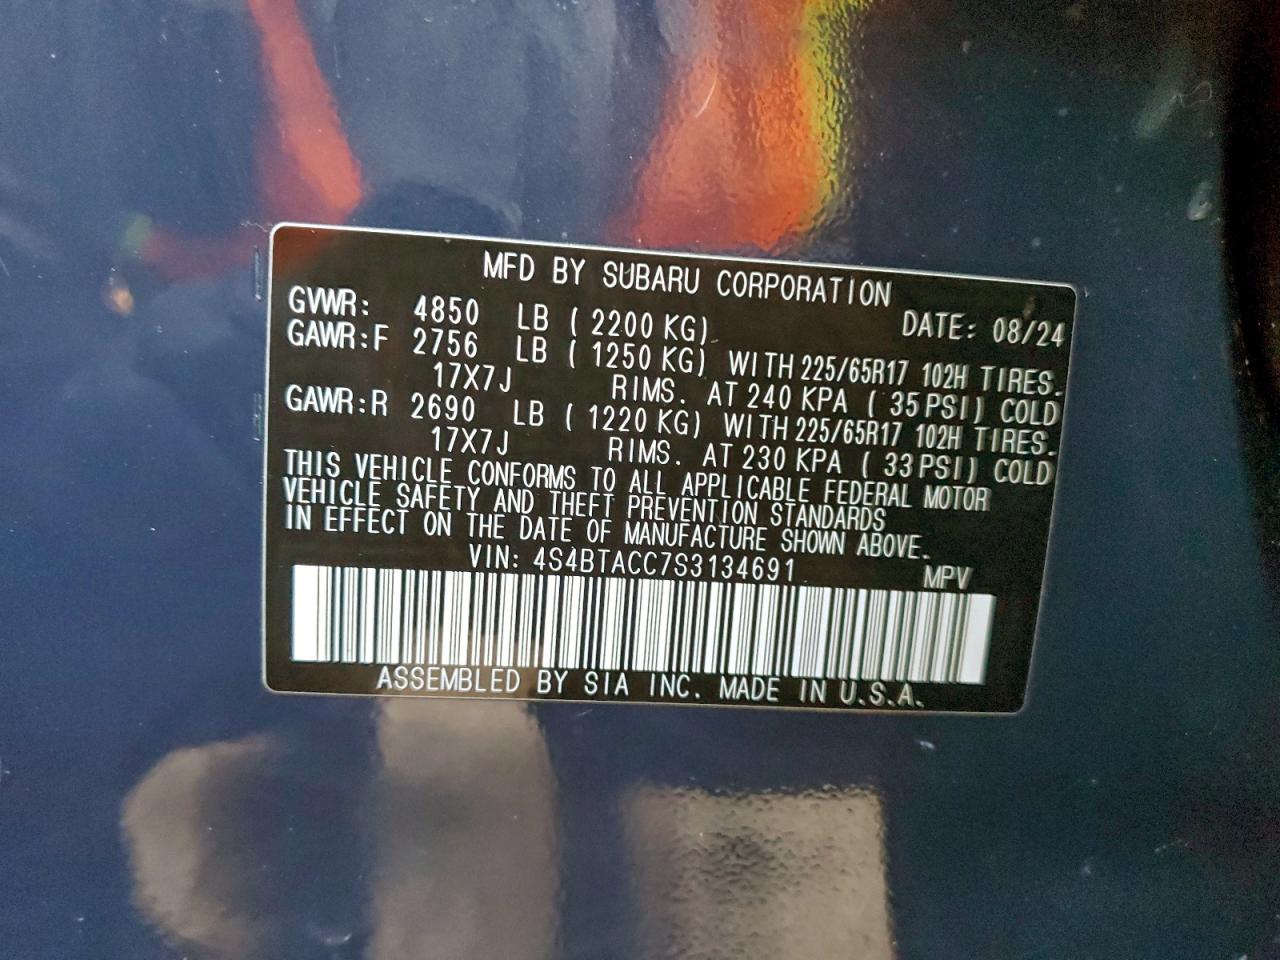 MFD BY SUBARU CORPORATION
GVWR: 4850 LB ( 2200 KG) DATE: 08/24
GAWR:F 2756 LB ( 1250 KG) WITH 225/65R17 102H TIRES.
17X7J RIMS. AT 240 KPA ( 35 PSI) COLD
GAWR:R 2690 LB ( 1220 KG) WITH 225/65R17 102H TIRES.
17X7J RIMS. AT 230 KPA ( 33 PSI) COLD
THIS VEHICLE CONFORMS TO ALL APPLICABLE FEDERAL MOTOR
VEHICLE SAFETY AND THEFT PREVENTION STANDARDS
IN EFFECT ON THE DATE OF MANUFACTURE SHOWN ABOVE.
VIN: 4S4BTACC7S3134691 MPV
ASSEMBLED BY SIA INC. MADE IN U.S.A.